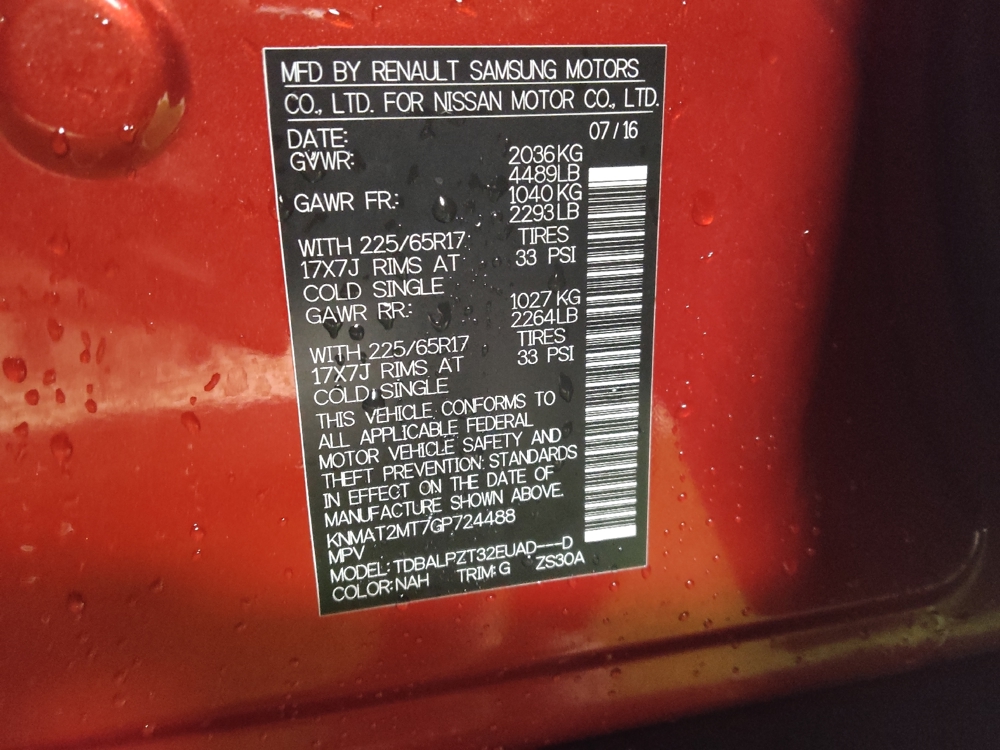 MFD BY RENAULT SAMSUNG MOTORS
CO., LTD. FOR NISSAN MOTOR CO., LTD.
DATE: 07/16
GVWR: 2036KG
4489LB
GAWR FR: 1040 KG
2293LB
WITH 225/65R17 TIRES
17X7J RIMS AT 33 PSI
COLD SINGLE
GAWR RR: 1027 KG
2264LB
WITH 225/65R17 TIRES
17X7J RIMS AT 33 PSI
COLD SINGLE
THIS VEHICLE CONFORMS TO
ALL APPLICABLE FEDERAL
MOTOR VEHICLE SAFETY AND
THEFT PREVENTION STANDARDS
IN EFFECT ON THE DATE OF
MANUFACTURE SHOWN ABOVE.
KNMAT2MT7GP724488
MPV
MODEL:TDBALPZT32EUAD---D
COLOR:NAH TRIM:G ZS30A